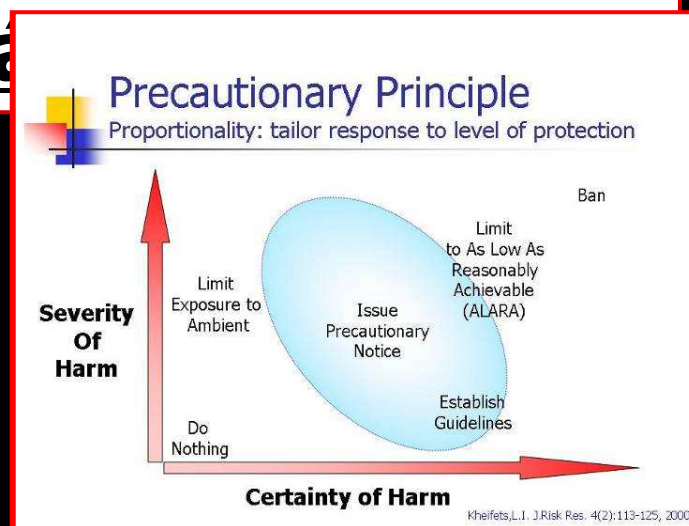 Precautionary Principle
Proportionality: tailor response to level of protection
Ban
Limit
to As Low As
Reasonably
Achievable
(ALARA)
Limit
Exposure to
Ambient
Issue
Precautionary
Notice
Severity
Of
Harm
Establish
Guidelines
Do
Nothing
Certainty of Harm
Kheifets,L.I. J.Risk Res. 4(2):113-125, 2000